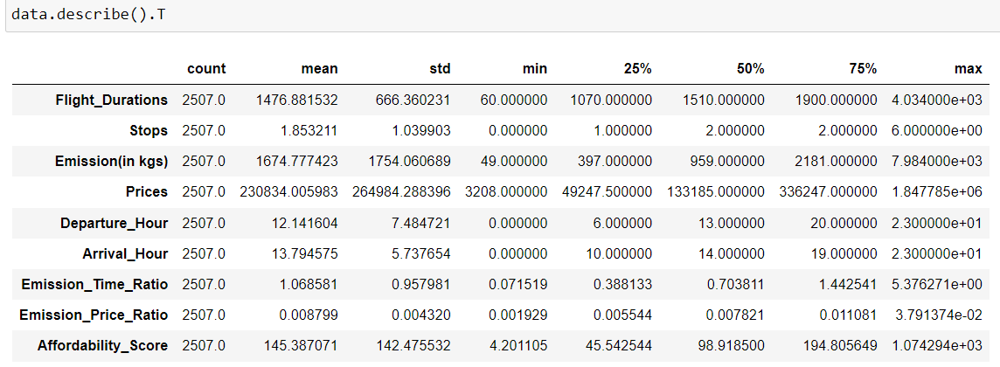 data.describe().T
count mean std min 25% 50% 75% max
Flight_Durations 2507.0 1476.881532 666.360231 60.000000 1070.000000 1510.000000 1900.000000 4.034000e+03
Stops 2507.0 1.853211 1.039903 0.000000 1.000000 2.000000 2.000000 6.000000e+00
Emission(in kgs) 2507.0 1674.777423 1754.060689 49.000000 397.000000 959.000000 2181.000000 7.984000e+03
Prices 2507.0 230834.005983 264984.288396 3208.000000 49247.500000 133185.000000 336247.000000 1.847785e+06
Departure_Hour 2507.0 12.141604 7.484721 0.000000 6.000000 13.000000 20.000000 2.300000e+01
Arrival_Hour 2507.0 13.794575 5.737654 0.000000 10.000000 14.000000 19.000000 2.300000e+01
Emission_Time_Ratio 2507.0 1.068581 0.957981 0.071519 0.388133 0.703811 1.442541 5.376271e+00
Emission_Price_Ratio 2507.0 0.008799 0.004320 0.001929 0.005544 0.007821 0.011081 3.791374e-02
Affordability_Score 2507.0 145.387071 142.475532 4.201105 45.542544 98.918500 194.805649 1.074294e+03